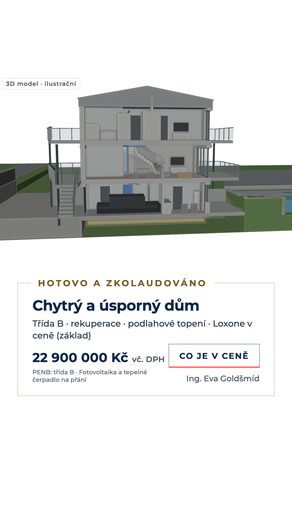 3D model · ilustrační
HOTOVO A ZKOLAUDOVÁNO
Chytrý a úsporný dům
Třída B · rekuperace · podlahové topení · Loxone v
ceně (základ)
22 900 000 Kč vč. DPH
CO JE V CENĚ
PENB: třída B · Fotovoltaika a tepelné
čerpadlo na přání
Ing. Eva Goldšmíd